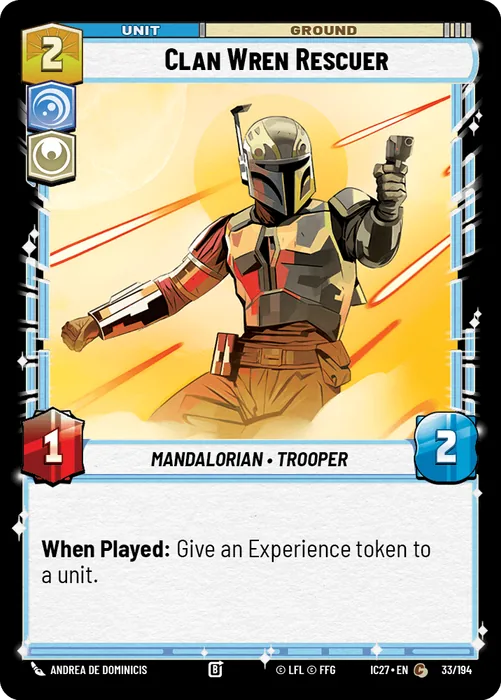 UNIT
GROUND
2
CLAN WREN RESCUER
1
MANDALORIAN • TROOPER
2
When Played: Give an Experience token to
a unit.
ANDREA DE DOMINICIS
B
© LFL © FFG
IC27 • EN
C
33/194